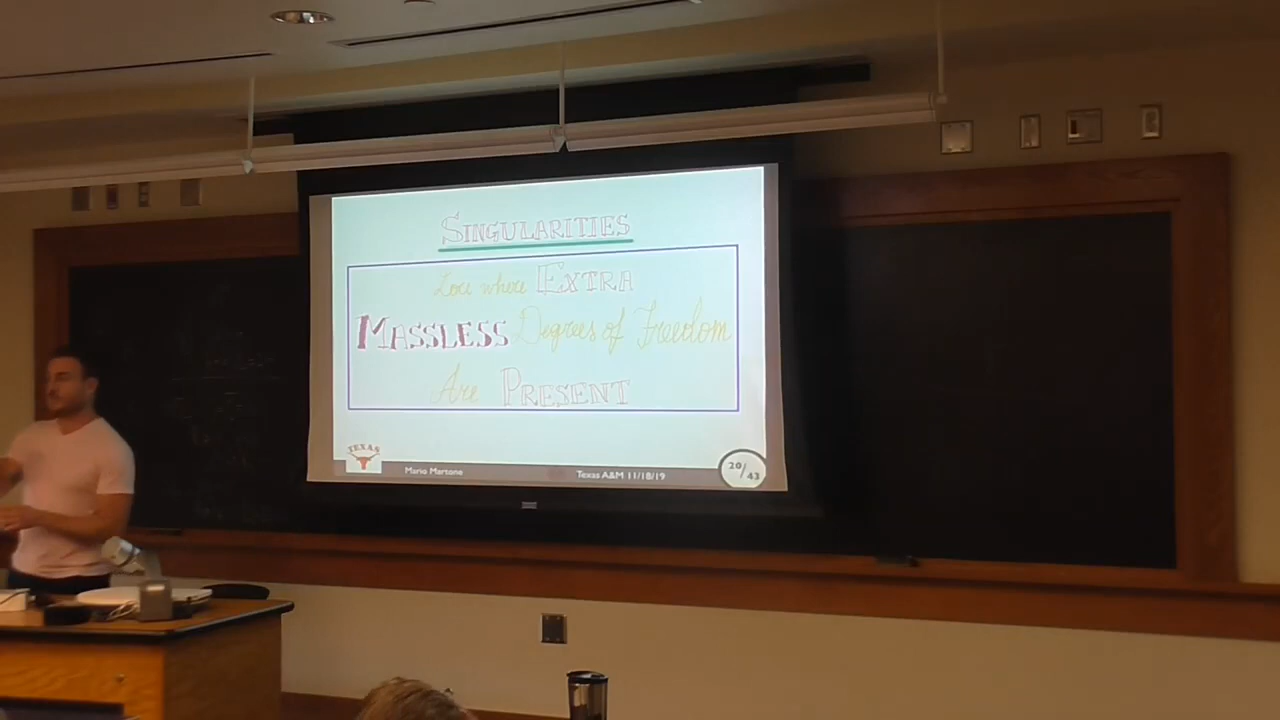 SINGULARITIES
Loci where EXTRA
MASSLESS Degrees of Freedom
Are PRESENT
TEXAS
Mario Martone
Texas A&M 11/18/19
20/43